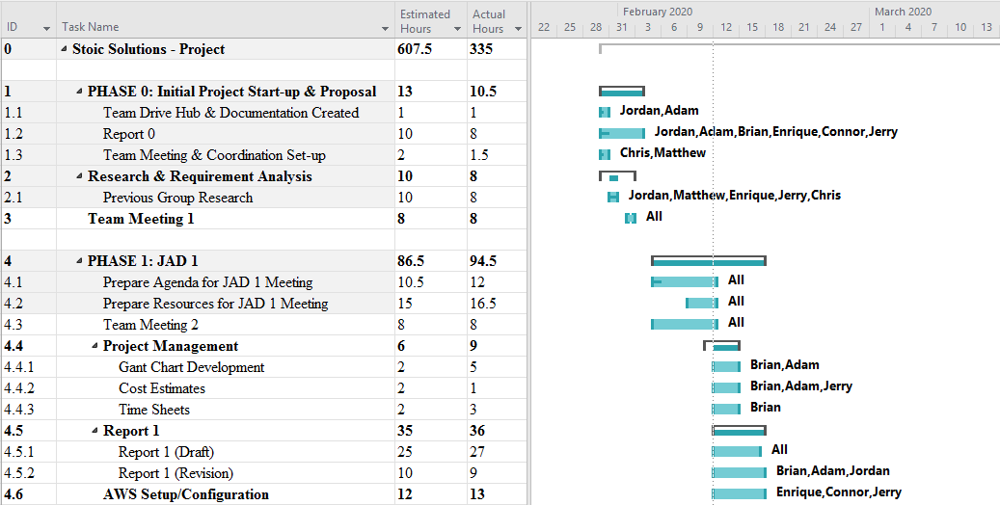 Estimated Actual February 2020 March 2020
ID Task Name Hours Hours 22 25 28 31 3 6 9 12 15 18 21 24 27 1 4 7 10 13
0 Stoic Solutions - Project 607.5 335
1 PHASE 0: Initial Project Start-up & Proposal 13 10.5
1.1 Team Drive Hub & Documentation Created 1 1 Jordan,Adam
1.2 Report 0 10 8 Jordan,Adam,Brian,Enrique,Connor,Jerry
1.3 Team Meeting & Coordination Set-up 2 1.5 Chris,Matthew
2 Research & Requirement Analysis 10 8
2.1 Previous Group Research 10 8 Jordan,Matthew,Enrique,Jerry,Chris
3 Team Meeting 1 8 8 All
4 PHASE 1: JAD 1 86.5 94.5
4.1 Prepare Agenda for JAD 1 Meeting 10.5 12 All
4.2 Prepare Resources for JAD 1 Meeting 15 16.5 All
4.3 Team Meeting 2 8 8 All
4.4 Project Management 6 9
4.4.1 Gant Chart Development 2 5 Brian,Adam
4.4.2 Cost Estimates 2 1 Brian,Adam,Jerry
4.4.3 Time Sheets 2 3 Brian
4.5 Report 1 35 36
4.5.1 Report 1 (Draft) 25 27 All
4.5.2 Report 1 (Revision) 10 9 Brian,Adam,Jordan
4.6 AWS Setup/Configuration 12 13 Enrique,Connor,Jerry